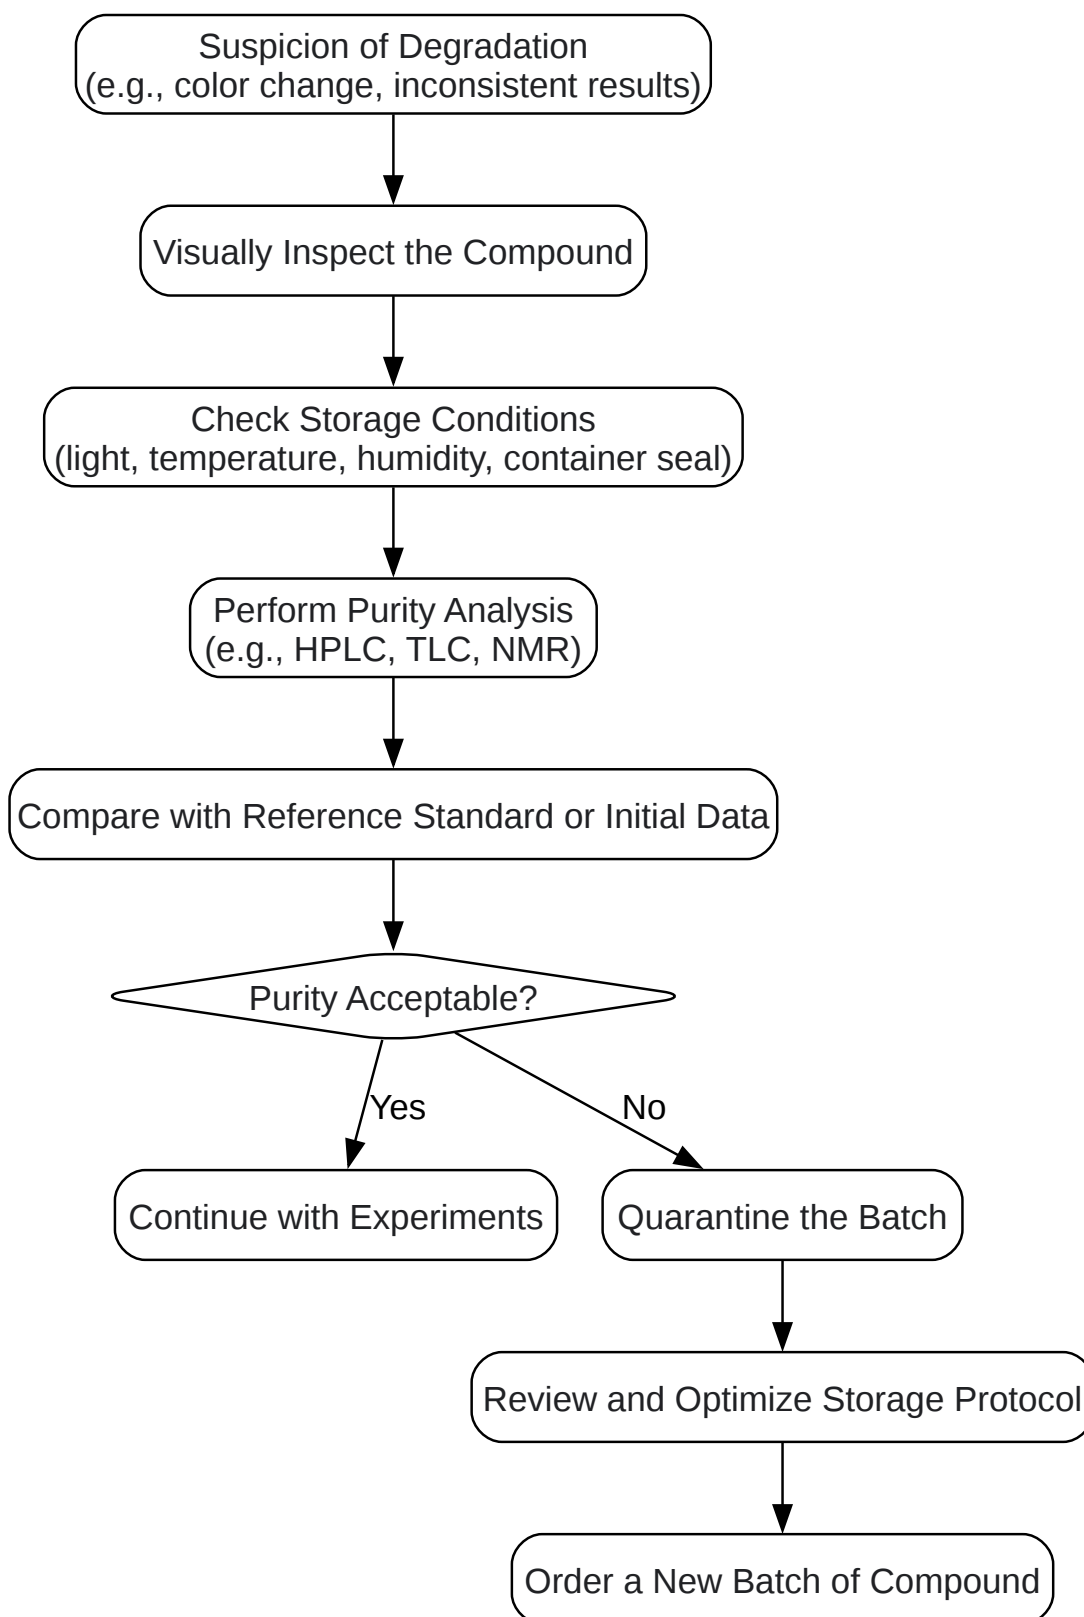 Suspicion of Degradation
(e.g., color change, inconsistent results)
Visually Inspect the Compound
Check Storage Conditions
(light, temperature, humidity, container seal)
Perform Purity Analysis
(e.g., HPLC, TLC, NMR)
Compare with Reference Standard or Initial Data
Purity Acceptable?
Yes
No
Continue with Experiments
Quarantine the Batch
Review and Optimize Storage Protocol
Order a New Batch of Compound